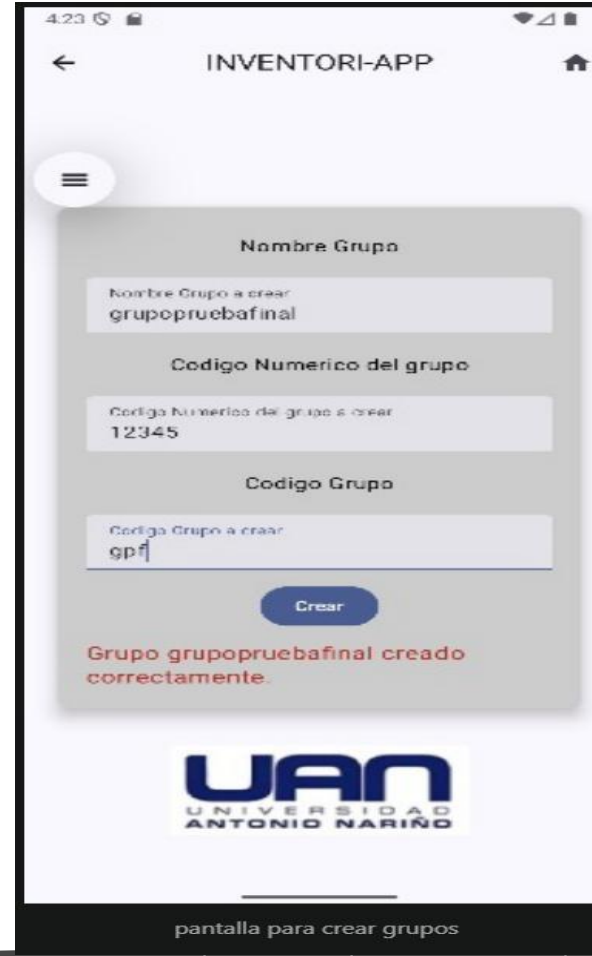 4:23
INVENTORI-APP
Nombre Grupo
Nombre Grupo a crear
grupopruebafinal
Codigo Numerico del grupo
Codigo Numerico del grupo a crear
12345
Codigo Grupo
Codigo Grupo a crear
gpf
Crear
Grupo grupopruebafinal creado
correctamente.
UAN
UNIVERSIDAD
ANTONIO NARIÑO
pantalla para crear grupos